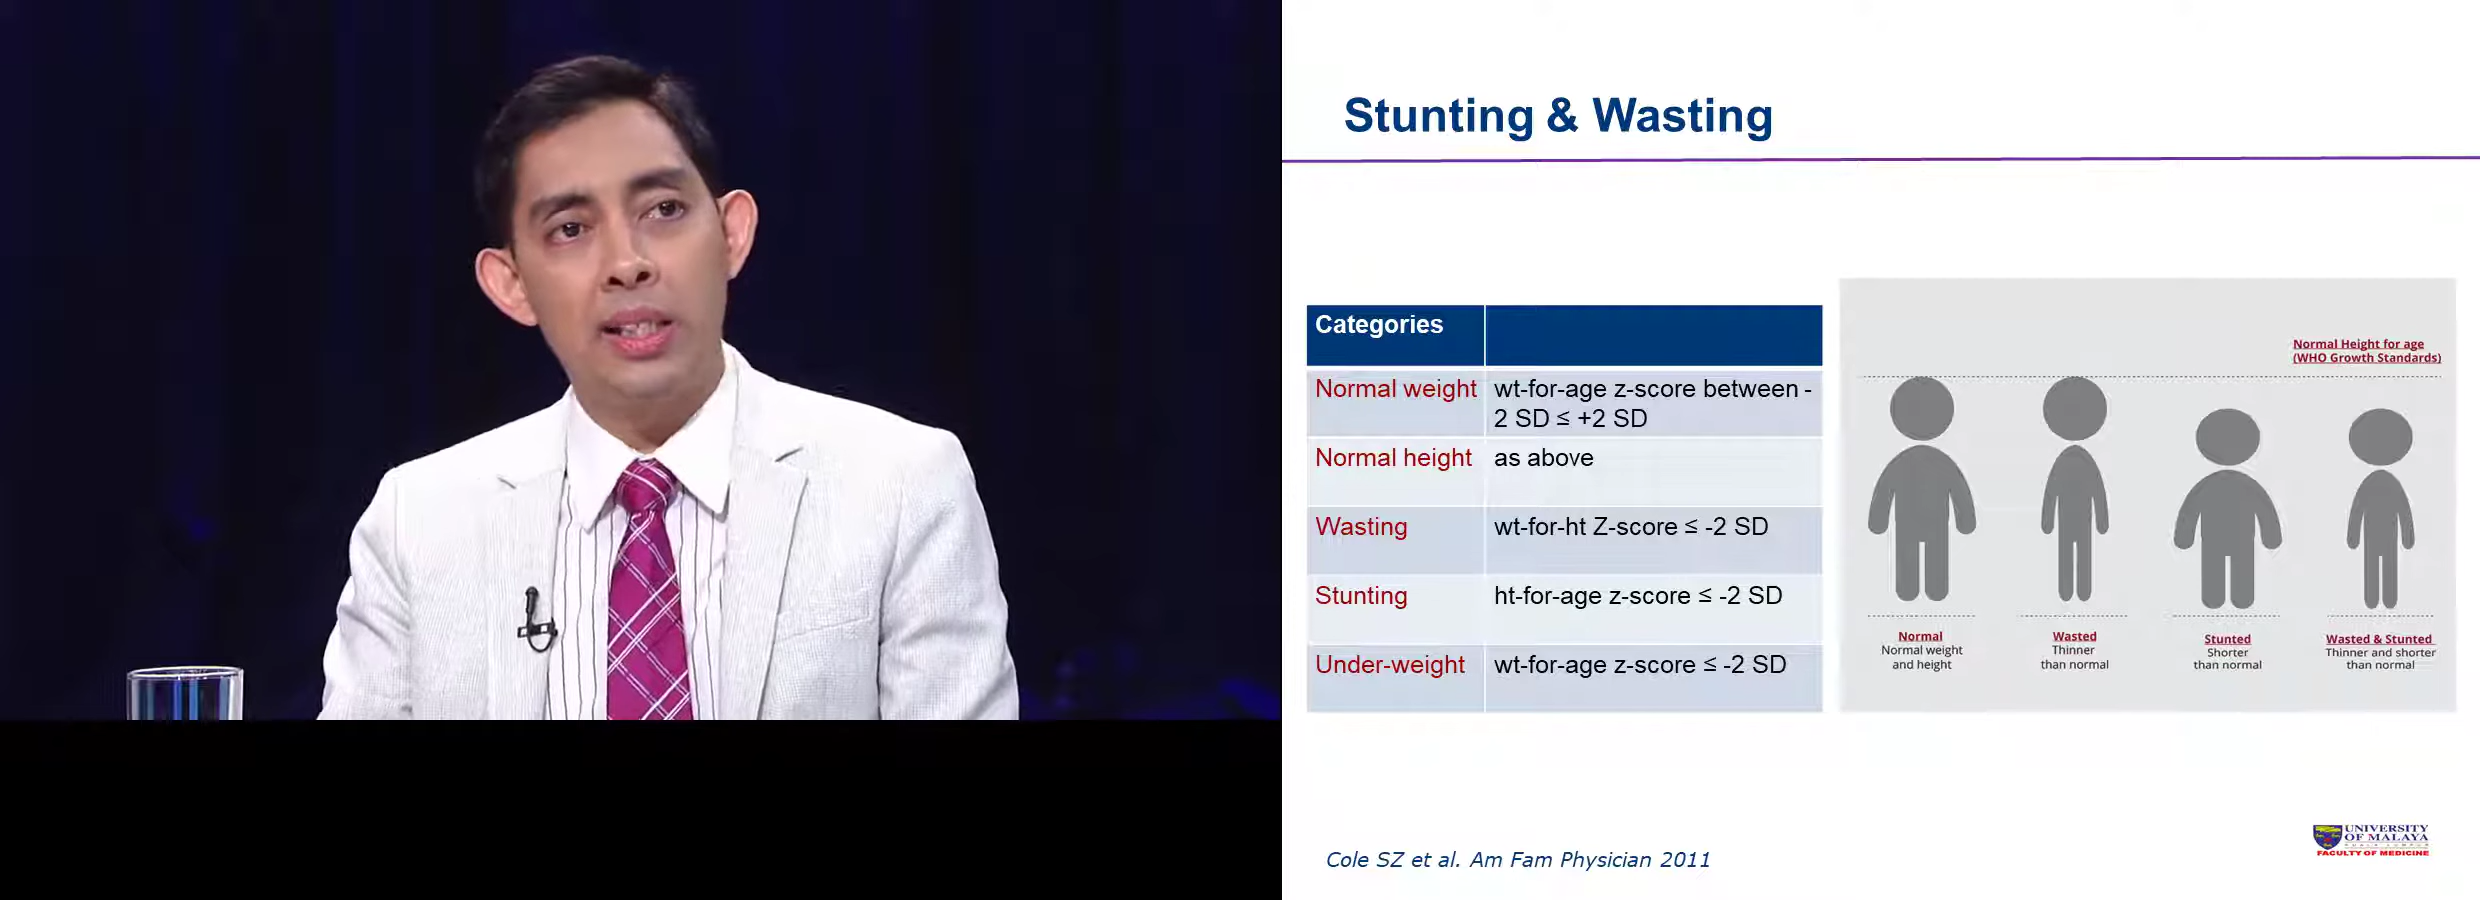 Stunting & Wasting
Categories
Normal weight
wt-for-age z-score between -
2 SD ≤ +2 SD
Normal height
as above
Wasting
wt-for-ht Z-score ≤ -2 SD
Stunting
ht-for-age z-score ≤ -2 SD
Under-weight
wt-for-age z-score ≤ -2 SD
Normal Height for age
(WHO Growth Standards)
Normal
Normal weight
and height
Wasted
Thinner
than normal
Stunted
Shorter
than normal
Wasted & Stunted
Thinner and shorter
than normal
Cole SZ et al. Am Fam Physician 2011
UNIVERSITY
OF MALAYA
FACULTY OF MEDICINE